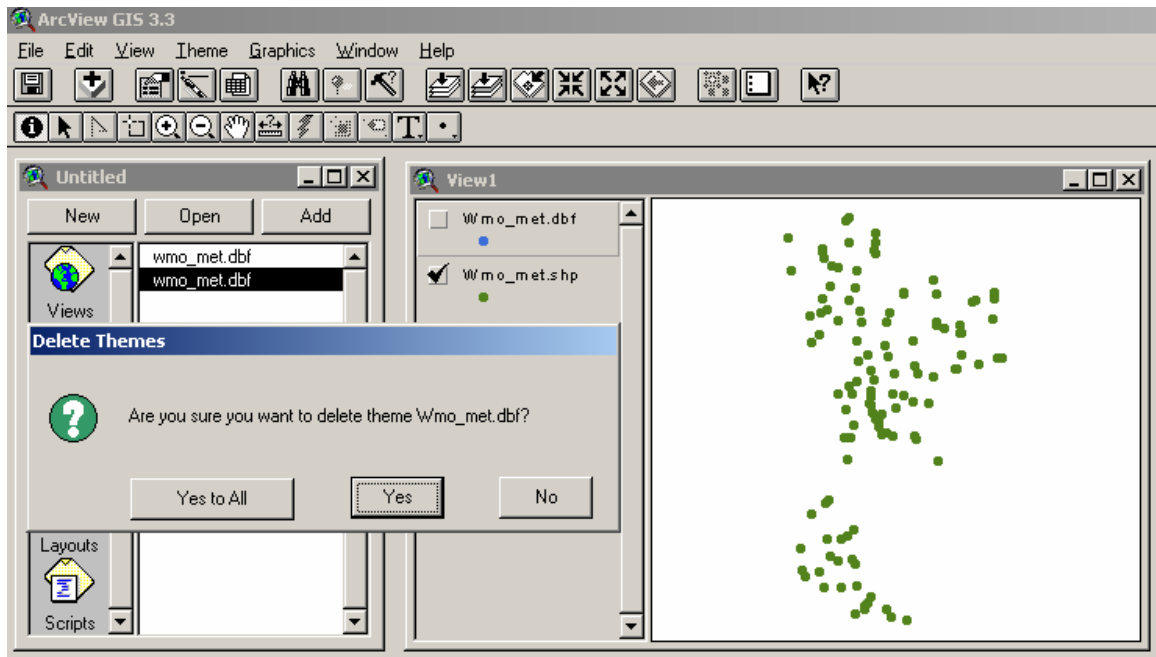 ArcView GIS 3.3
File Edit View Theme Graphics Window Help
Untitled
New Open Add
wmo_met.dbf
wmo_met.dbf
Views
Layouts
Scripts
View1
Wmo_met.dbf
Wmo_met.shp
Delete Themes
Are you sure you want to delete theme Wmo_met.dbf?
Yes to All Yes No